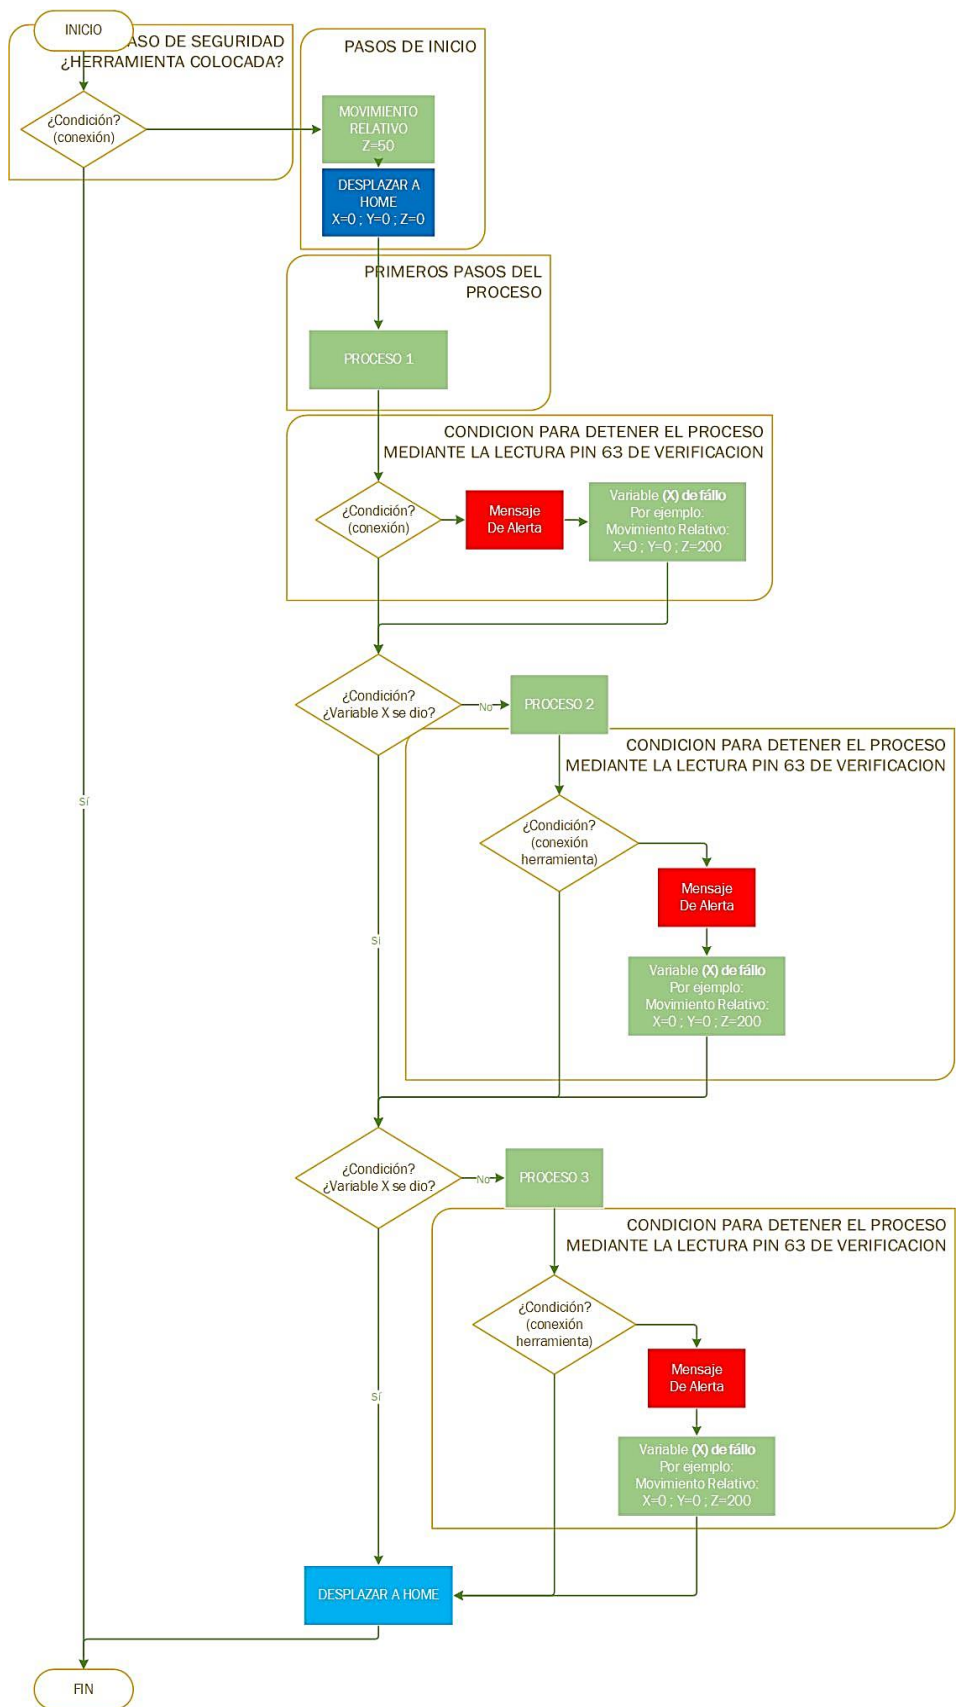 INICIO
ASO DE SEGURIDAD
¿HERRAMIENTA COLOCADA?
¿Condición?
(conexión)
PASOS DE INICIO
MOVIMIENTO
RELATIVO
Z=50
DESPLAZAR A
HOME
X=0 ; Y=0 ; Z=0
PRIMEROS PASOS DEL
PROCESO
PROCESO 1
CONDICION PARA DETENER EL PROCESO
MEDIANTE LA LECTURA PIN 63 DE VERIFICACION
¿Condición?
(conexión)
Mensaje
De Alerta
Variable (X) de fállo
Por ejemplo:
Movimiento Relativo:
X=0 ; Y=0 ; Z=200
¿Condición?
¿Variable X se dio?
No
PROCESO 2
CONDICION PARA DETENER EL PROCESO
MEDIANTE LA LECTURA PIN 63 DE VERIFICACION
Sí
¿Condición?
(conexión
herramienta)
Mensaje
De Alerta
Sí
Variable (X) de fállo
Por ejemplo:
Movimiento Relativo:
X=0 ; Y=0 ; Z=200
¿Condición?
¿Variable X se dio?
No
PROCESO 3
CONDICION PARA DETENER EL PROCESO
MEDIANTE LA LECTURA PIN 63 DE VERIFICACION
¿Condición?
(conexión
herramienta)
Mensaje
De Alerta
Sí
Variable (X) de fállo
Por ejemplo:
Movimiento Relativo:
X=0 ; Y=0 ; Z=200
DESPLAZAR A HOME
FIN